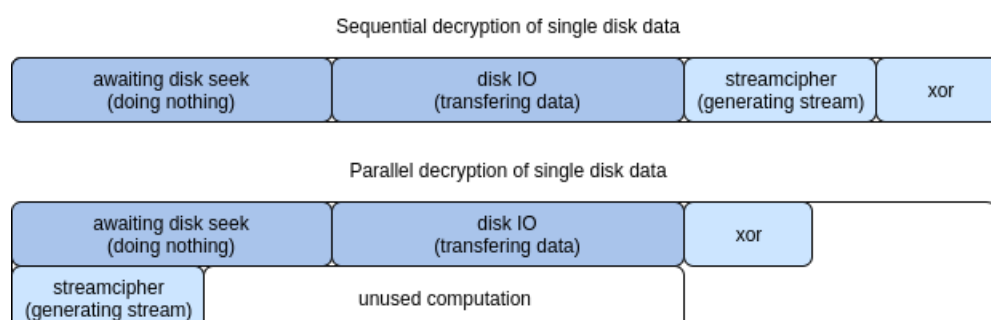 Sequential decryption of single disk data
awaiting disk seek
(doing nothing)
disk IO
(transfering data)
streamcipher
(generating stream)
xor
Parallel decryption of single disk data
awaiting disk seek
(doing nothing)
disk IO
(transfering data)
xor
streamcipher
(generating stream)
unused computation